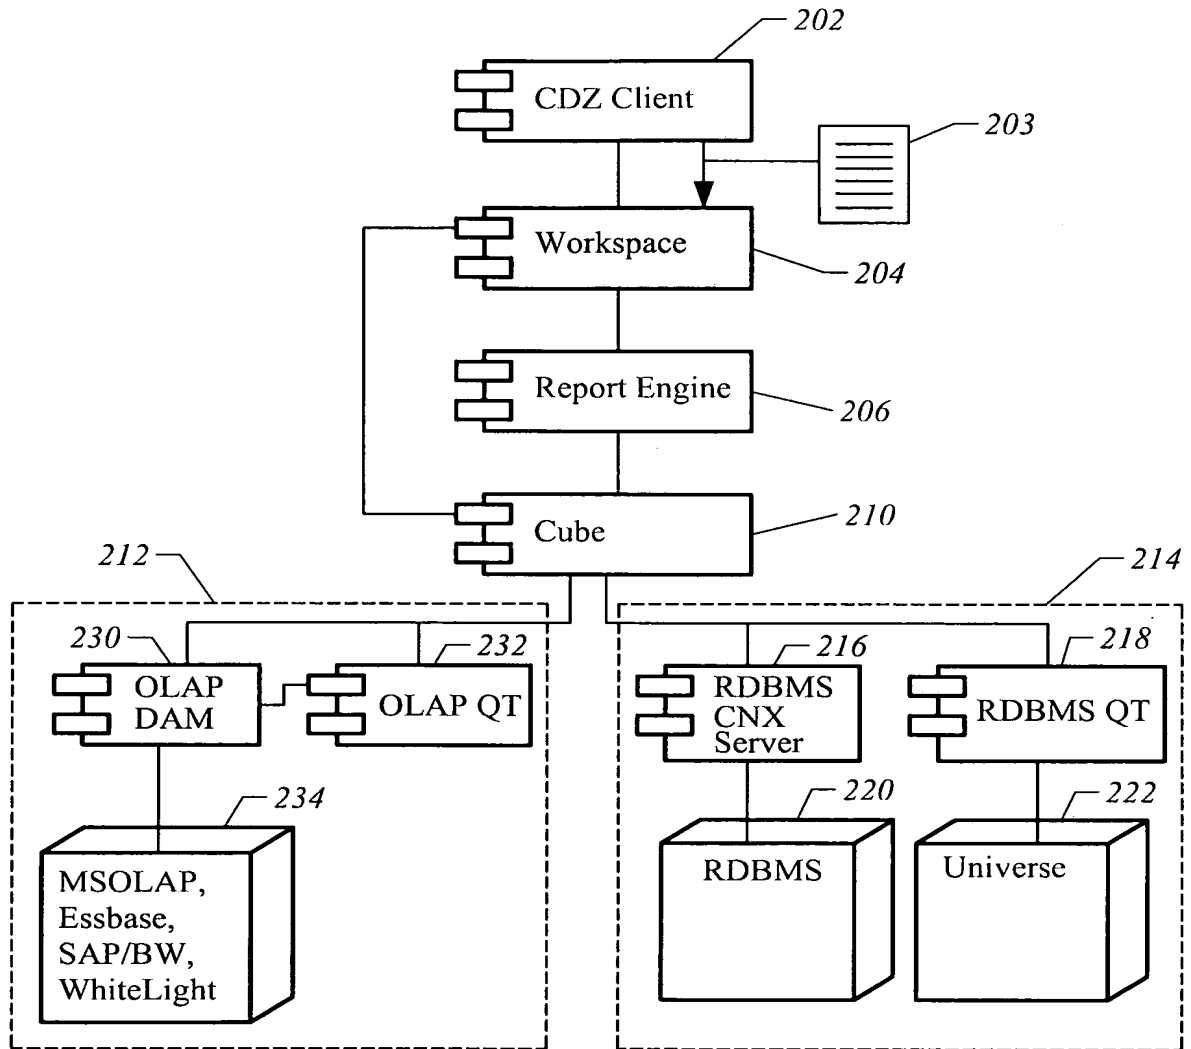 202
CDZ Client
203
Workspace
204
Report Engine
206
Cube
210
212
214
230
232
216
218
OLAP
DAM
OLAP QT
RDBMS
CNX
Server
RDBMS QT
234
220
222
MSOLAP,
Essbase,
SAP/BW,
WhiteLight
RDBMS
Universe